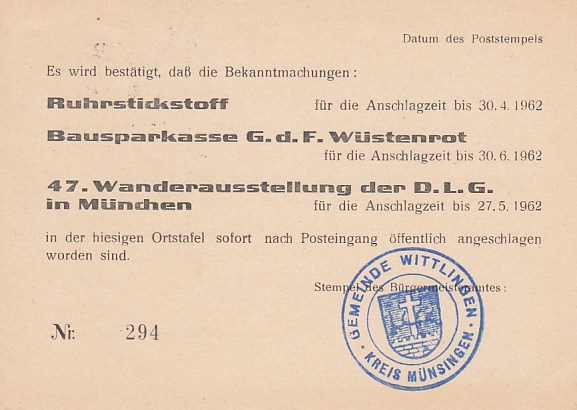 Datum des Poststempels
Es wird bestätigt, daß die Bekanntmachungen:
Ruhrstickstoff für die Anschlagzeit bis 30.4.1962
Bausparkasse G.d.F. Wüstenrot
für die Anschlagzeit bis 30.6.1962
47. Wanderausstellung der D.L.G.
in München für die Anschlagzeit bis 27.5.1962
in der hiesigen Ortstafel sofort nach Posteingang öffentlich angeschlagen
worden sind.
Stempel des Bürgermeisteramtes:
GEMEINDE WITTLINGEN
· KREIS MÜNSINGEN ·
Nr. 294